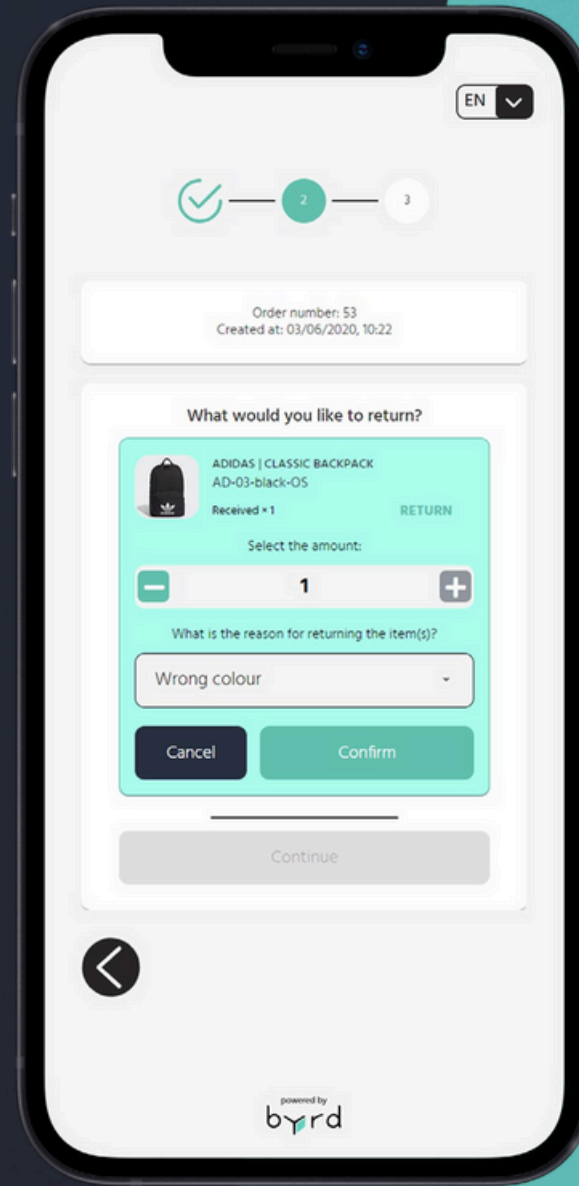 EN
2
3
Order number: 53
Created at: 03/06/2020, 10:22
What would you like to return?
ADIDAS | CLASSIC BACKPACK
AD-03-black-OS
Received × 1
RETURN
Select the amount:
1
What is the reason for returning the item(s)?
Wrong colour
Cancel
Confirm
Continue
powered by
byrd